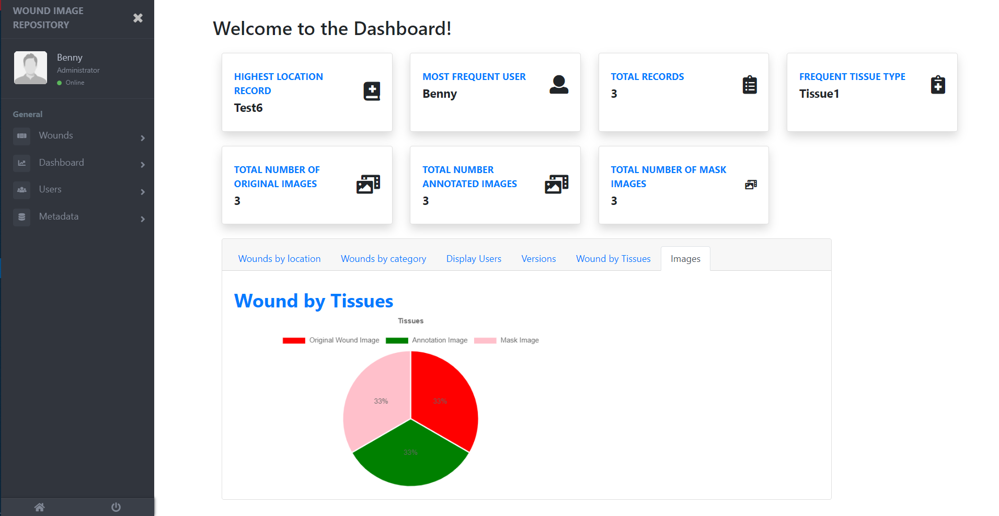 WOUND IMAGE
REPOSITORY
Benny
Administrator
Online
General
Wounds
Dashboard
Users
Metadata
Welcome to the Dashboard!
HIGHEST LOCATION
RECORD
Test6
MOST FREQUENT USER
Benny
TOTAL RECORDS
3
FREQUENT TISSUE TYPE
Tissue1
TOTAL NUMBER OF
ORIGINAL IMAGES
3
TOTAL NUMBER
ANNOTATED IMAGES
3
TOTAL NUMBER OF MASK
IMAGES
3
Wounds by location Wounds by category Display Users Versions Wound by Tissues Images
Wound by Tissues
Tissues
Original Wound Image Annotation Image Mask Image
33% 33%
33%